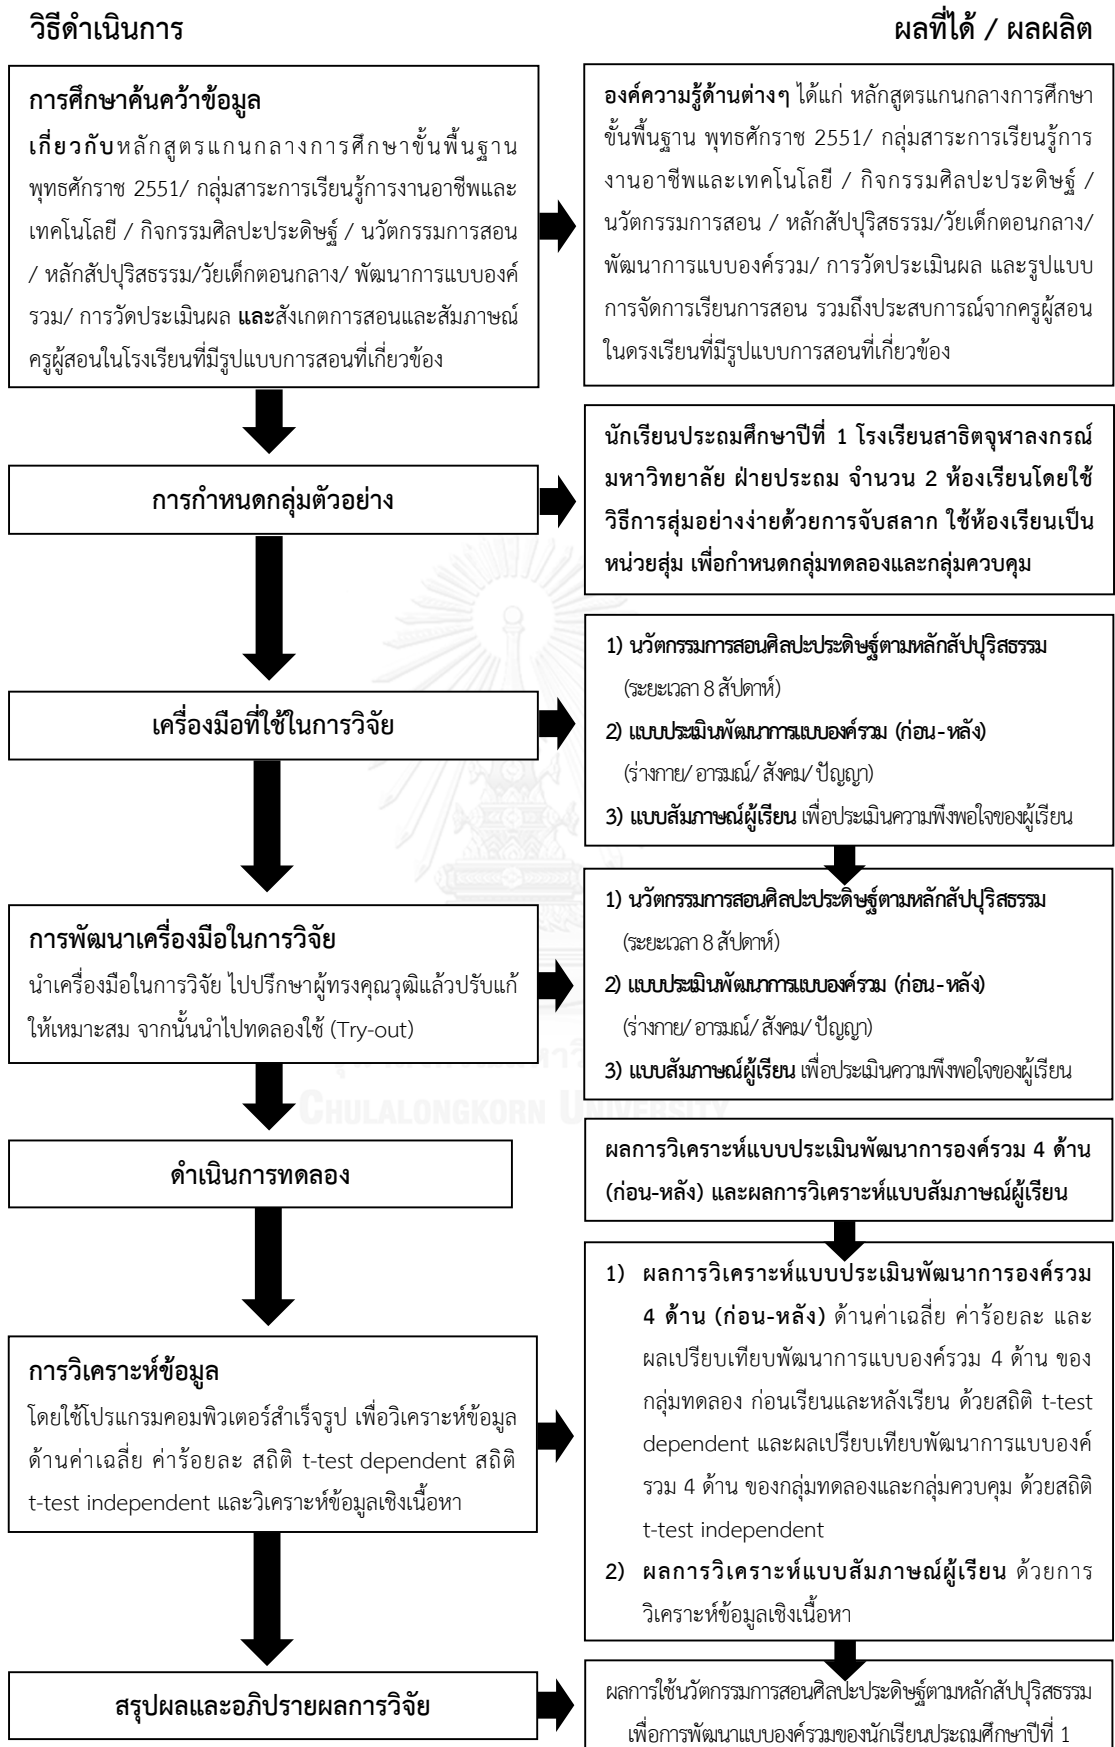 วิธีดำเนินการ
ผลที่ได้ / ผลผลิต
การศึกษาค้นคว้าข้อมูล
เกี่ยวกับหลักสูตรแกนกลางการศึกษาขั้นพื้นฐาน
พุทธศักราช 2551/ กลุ่มสาระการเรียนรู้การงานอาชีพและ
เทคโนโลยี / กิจกรรมศิลปะประดิษฐ์ / นวัตกรรมการสอน
/ หลักสัปปุริสธรรม/วัยเด็กตอนกลาง/ พัฒนาการแบบองค์
รวม/ การวัดประเมินผล และสังเกตการสอนและสัมภาษณ์
ครูผู้สอนในโรงเรียนที่มีรูปแบบการสอนที่เกี่ยวข้อง
องค์ความรู้ด้านต่างๆ ได้แก่ หลักสูตรแกนกลางการศึกษา
ขั้นพื้นฐาน พุทธศักราช 2551/ กลุ่มสาระการเรียนรู้การ
งานอาชีพและเทคโนโลยี / กิจกรรมศิลปะประดิษฐ์ /
นวัตกรรมการสอน / หลักสัปปุริสธรรม/วัยเด็กตอนกลาง/
พัฒนาการแบบองค์รวม/ การวัดประเมินผล และรูปแบบ
การจัดการเรียนการสอน รวมถึงประสบการณ์จากครูผู้สอน
ในดรงเรียนที่มีรูปแบบการสอนที่เกี่ยวข้อง
การกำหนดกลุ่มตัวอย่าง
นักเรียนประถมศึกษาปีที่ 1 โรงเรียนสาธิตจุฬาลงกรณ์
มหาวิทยาลัย ฝ่ายประถม จำนวน 2 ห้องเรียนโดยใช้
วิธีการสุ่มอย่างง่ายด้วยการจับสลาก ใช้ห้องเรียนเป็น
หน่วยสุ่ม เพื่อกำหนดกลุ่มทดลองและกลุ่มควบคุม
เครื่องมือที่ใช้ในการวิจัย
1) นวัตกรรมการสอนศิลปะประดิษฐ์ตามหลักสัปปุริสธรรม
(ระยะเวลา 8 สัปดาห์)
2) แบบประเมินพัฒนาการแบบองค์รวม (ก่อน-หลัง)
(ร่างกาย/ อารมณ์/ สังคม/ ปัญญา)
3) แบบสัมภาษณ์ผู้เรียน เพื่อประเมินความพึงพอใจของผู้เรียน
การพัฒนาเครื่องมือในการวิจัย
นำเครื่องมือในการวิจัย ไปปรึกษาผู้ทรงคุณวุฒิแล้วปรับแก้
ให้เหมาะสม จากนั้นนำไปทดลองใช้ (Try-out)
1) นวัตกรรมการสอนศิลปะประดิษฐ์ตามหลักสัปปุริสธรรม
(ระยะเวลา 8 สัปดาห์)
2) แบบประเมินพัฒนาการแบบองค์รวม (ก่อน-หลัง)
(ร่างกาย/ อารมณ์/ สังคม/ ปัญญา)
3) แบบสัมภาษณ์ผู้เรียน เพื่อประเมินความพึงพอใจของผู้เรียน
CHULALONGKORN UNIVERSITY
ดำเนินการทดลอง
ผลการวิเคราะห์แบบประเมินพัฒนาการองค์รวม 4 ด้าน
(ก่อน-หลัง) และผลการวิเคราะห์แบบสัมภาษณ์ผู้เรียน
การวิเคราะห์ข้อมูล
โดยใช้โปรแกรมคอมพิวเตอร์สำเร็จรูป เพื่อวิเคราะห์ข้อมูล
ด้านค่าเฉลี่ย ค่าร้อยละ สถิติ t-test dependent สถิติ
t-test independent และวิเคราะห์ข้อมูลเชิงเนื้อหา
1) ผลการวิเคราะห์แบบประเมินพัฒนาการองค์รวม
4 ด้าน (ก่อน-หลัง) ด้านค่าเฉลี่ย ค่าร้อยละ และ
ผลเปรียบเทียบพัฒนาการแบบองค์รวม 4 ด้าน ของ
กลุ่มทดลอง ก่อนเรียนและหลังเรียน ด้วยสถิติ t-test
dependent และผลเปรียบเทียบพัฒนาการแบบองค์
รวม 4 ด้าน ของกลุ่มทดลองและกลุ่มควบคุม ด้วยสถิติ
t-test independent
2) ผลการวิเคราะห์แบบสัมภาษณ์ผู้เรียน ด้วยการ
วิเคราะห์ข้อมูลเชิงเนื้อหา
สรุปผลและอภิปรายผลการวิจัย
ผลการใช้นวัตกรรมการสอนศิลปะประดิษฐ์ตามหลักสัปปุริสธรรม
เพื่อการพัฒนาแบบองค์รวมของนักเรียนประถมศึกษาปีที่ 1